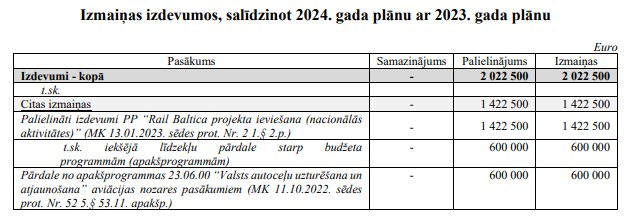 Izmaiņas izdevumos, salīdzinot 2024. gada plānu ar 2023. gada plānu
Euro
Pasākums Samazinājums Palielinājums Izmaiņas
Izdevumi - kopā - 2 022 500 2 022 500
t.sk.
Citas izmaiņas - 1 422 500 1 422 500
Palielināti izdevumi PP “Rail Baltica projekta ieviešana (nacionālās
aktivitātes)” (MK 13.01.2023. sēdes prot. Nr. 2 1.§ 2.p.) - 1 422 500 1 422 500
t.sk. iekšējā līdzekļu pārdale starp budžeta - 600 000 600 000
programmām (apakšprogrammām)
Pārdale no apakšprogrammas 23.06.00 “Valsts autoceļu uzturēšana un
atjaunošana” aviācijas nozares pasākumiem (MK 11.10.2022. sēdes - 600 000 600 000
prot. Nr. 52 5.§ 53.11. apakšp.)